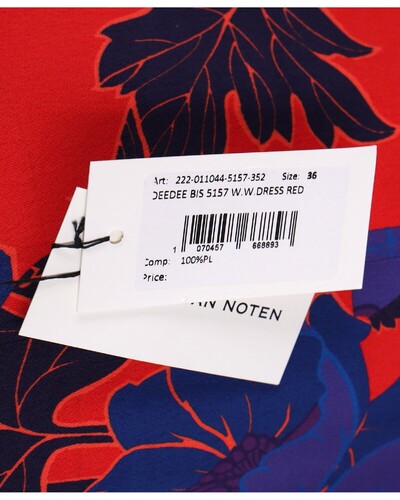 Art: 222-011044-5157-352 Size: 36
DEEDEE BIS 5157 W.W.DRESS RED
1 070457 668893
Comp: 100%PL
Price:
AN NOTEN